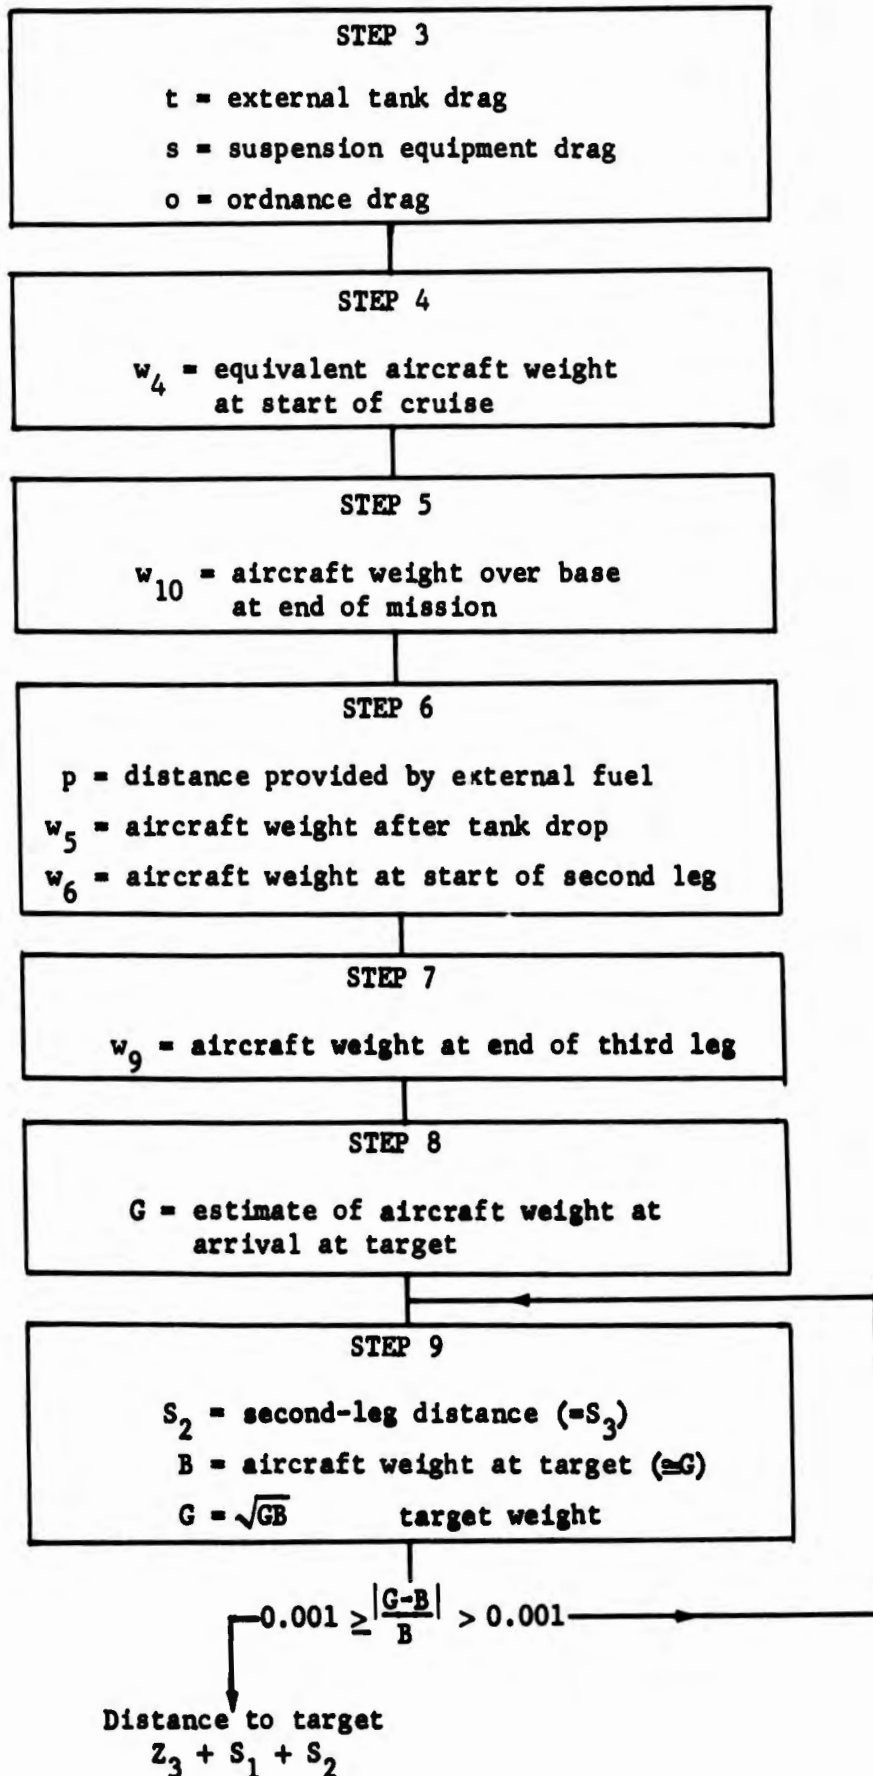 STEP 3
t = external tank drag
s = suspension equipment drag
o = ordnance drag
STEP 4
w₄ = equivalent aircraft weight
at start of cruise
STEP 5
w₁₀ = aircraft weight over base
at end of mission
STEP 6
p = distance provided by external fuel
w₅ = aircraft weight after tank drop
w₆ = aircraft weight at start of second leg
STEP 7
w₉ = aircraft weight at end of third leg
STEP 8
G = estimate of aircraft weight at
arrival at target
STEP 9
S₂ = second-leg distance (=S₃)
B = aircraft weight at target (≅G)
G = √GB target weight
0.001 ≥ |G-B / B| > 0.001
Distance to target
Z₃ + S₁ + S₂